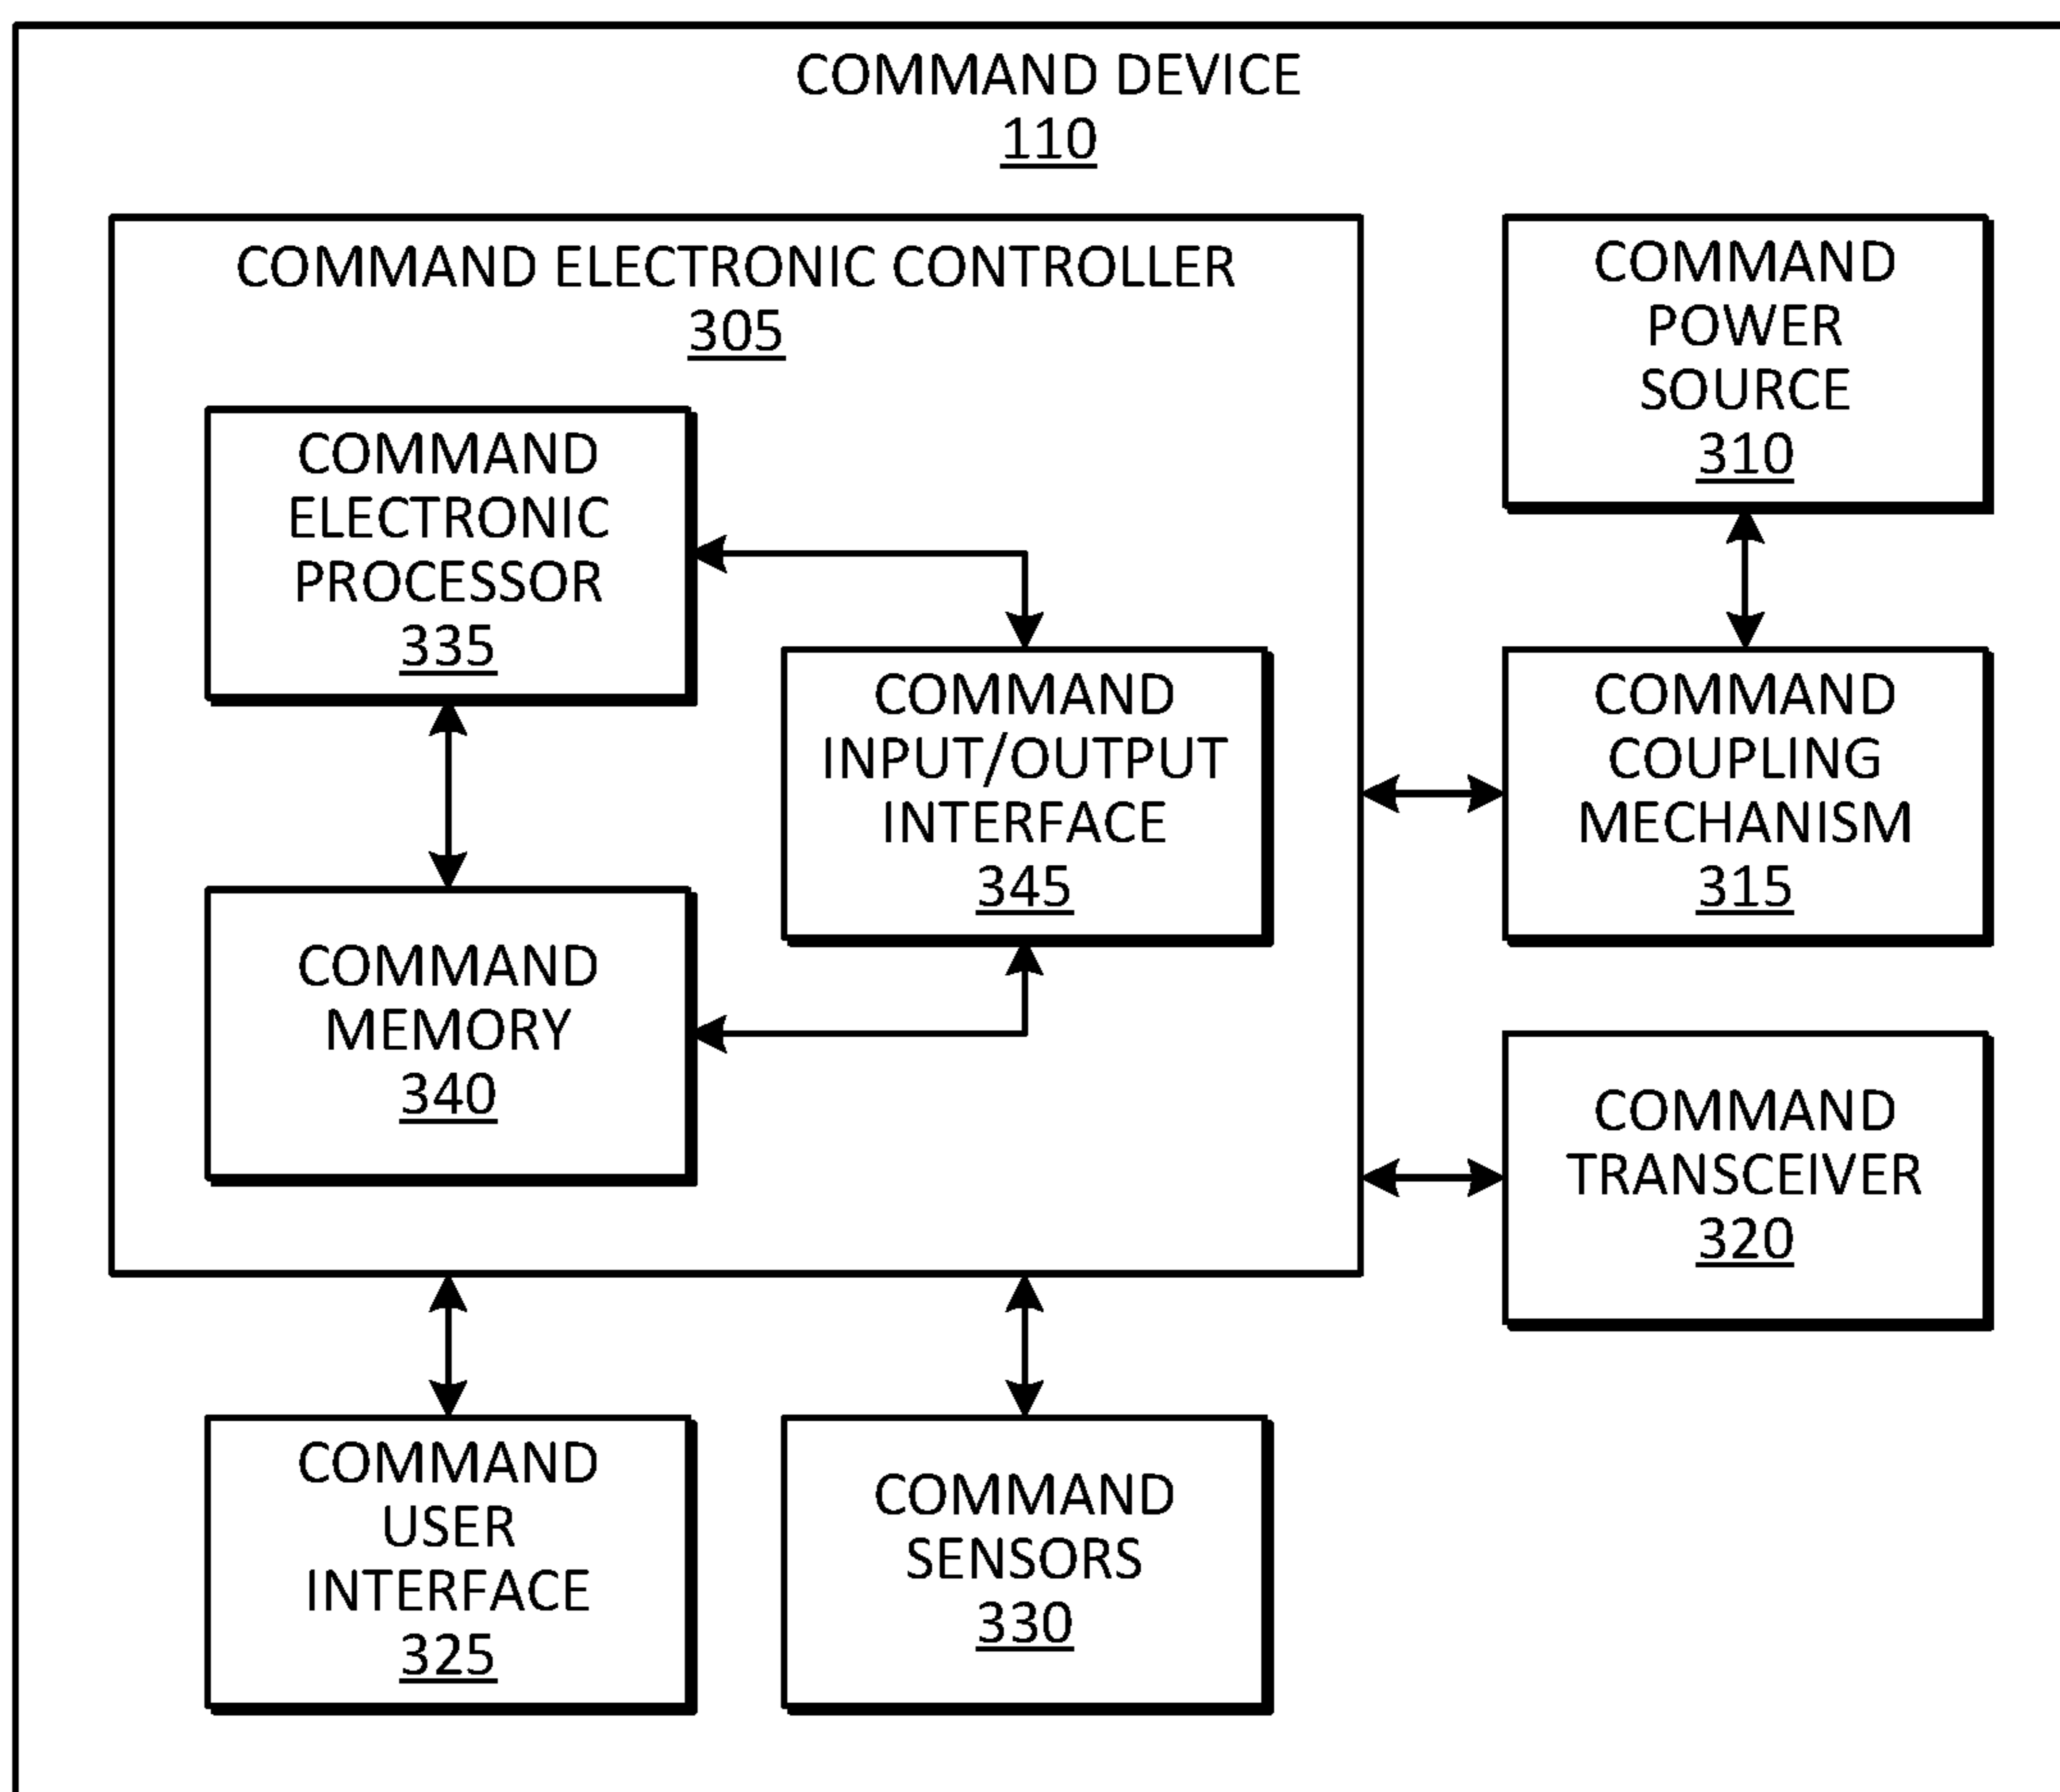 COMMAND DEVICE
110
COMMAND ELECTRONIC CONTROLLER
305
COMMAND
ELECTRONIC
PROCESSOR
335
COMMAND
INPUT/OUTPUT
INTERFACE
345
COMMAND
MEMORY
340
COMMAND
POWER
SOURCE
310
COMMAND
COUPLING
MECHANISM
315
COMMAND
TRANSCEIVER
320
COMMAND
USER
INTERFACE
325
COMMAND
SENSORS
330